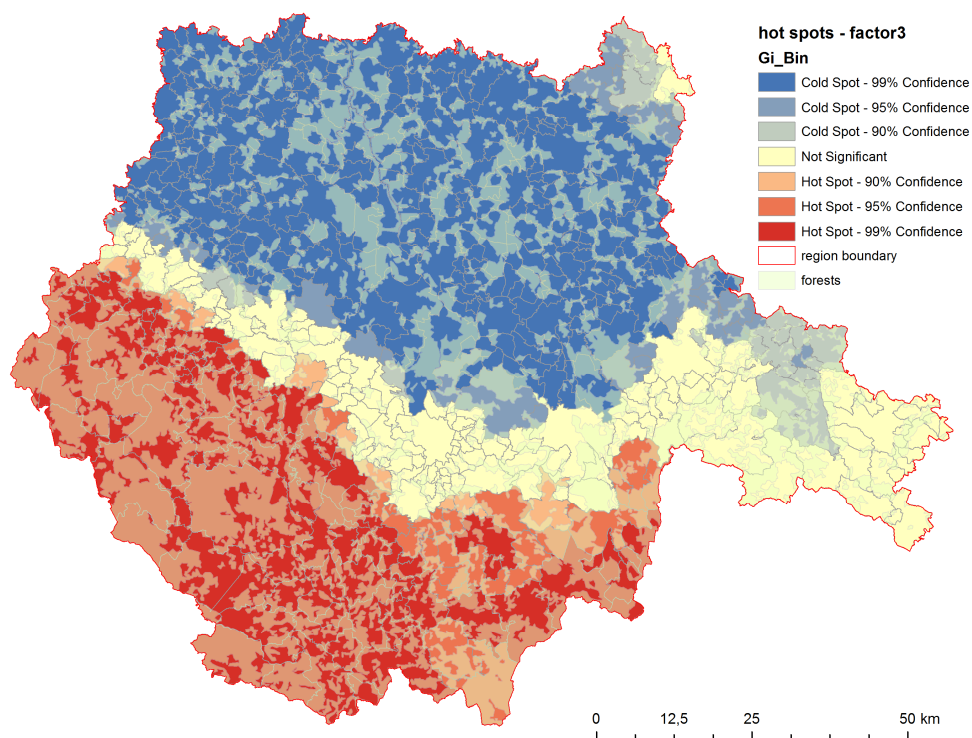 hot spots - factor3
Gi_Bin
Cold Spot - 99% Confidence
Cold Spot - 95% Confidence
Cold Spot - 90% Confidence
Not Significant
Hot Spot - 90% Confidence
Hot Spot - 95% Confidence
Hot Spot - 99% Confidence
region boundary
forests
0 12,5 25 50 km